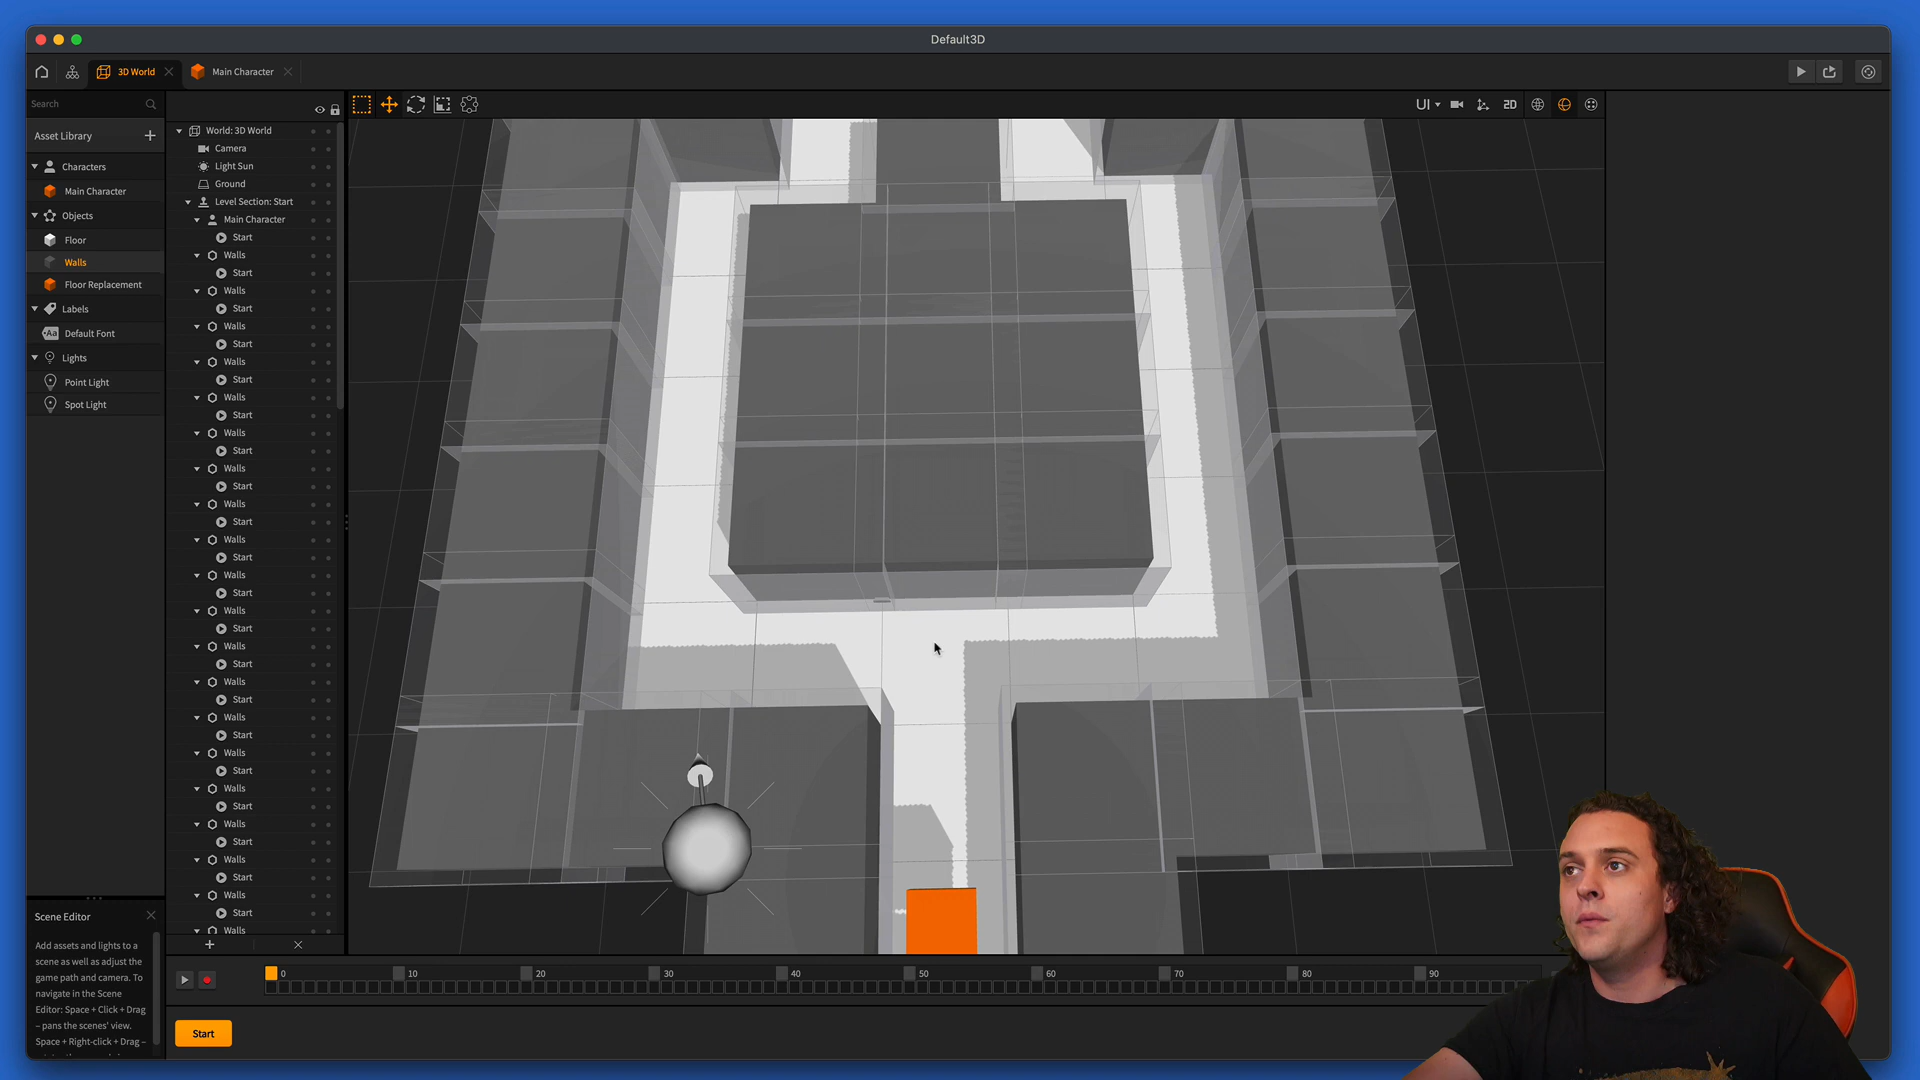 Default3D
3D World
Main Character
Search
UI
2D
Asset Library
World: 3D World
Camera
Characters
Light Sun
Main Character
Ground
Objects
Level Section: Start
Floor
Main Character
Walls
Start
Floor Replacement
Walls
Labels
Start
Default Font
Walls
Lights
Start
Point Light
Walls
Spot Light
Start
Walls
Start
Walls
Start
Walls
Start
Walls
Start
Walls
Start
Walls
Start
Walls
Start
Walls
Start
Walls
Start
Walls
Start
Walls
Start
Walls
Start
Walls
Start
Walls
Start
Walls
Start
Walls
Start
Walls
Scene Editor
Add assets and lights to a
scene as well as adjust the
game path and camera. To
navigate in the Scene
Editor: Space + Click + Drag
– pans the scenes' view.
Space + Right-click + Drag –
0 10 20 30 40 50 60 70 80 90
Start